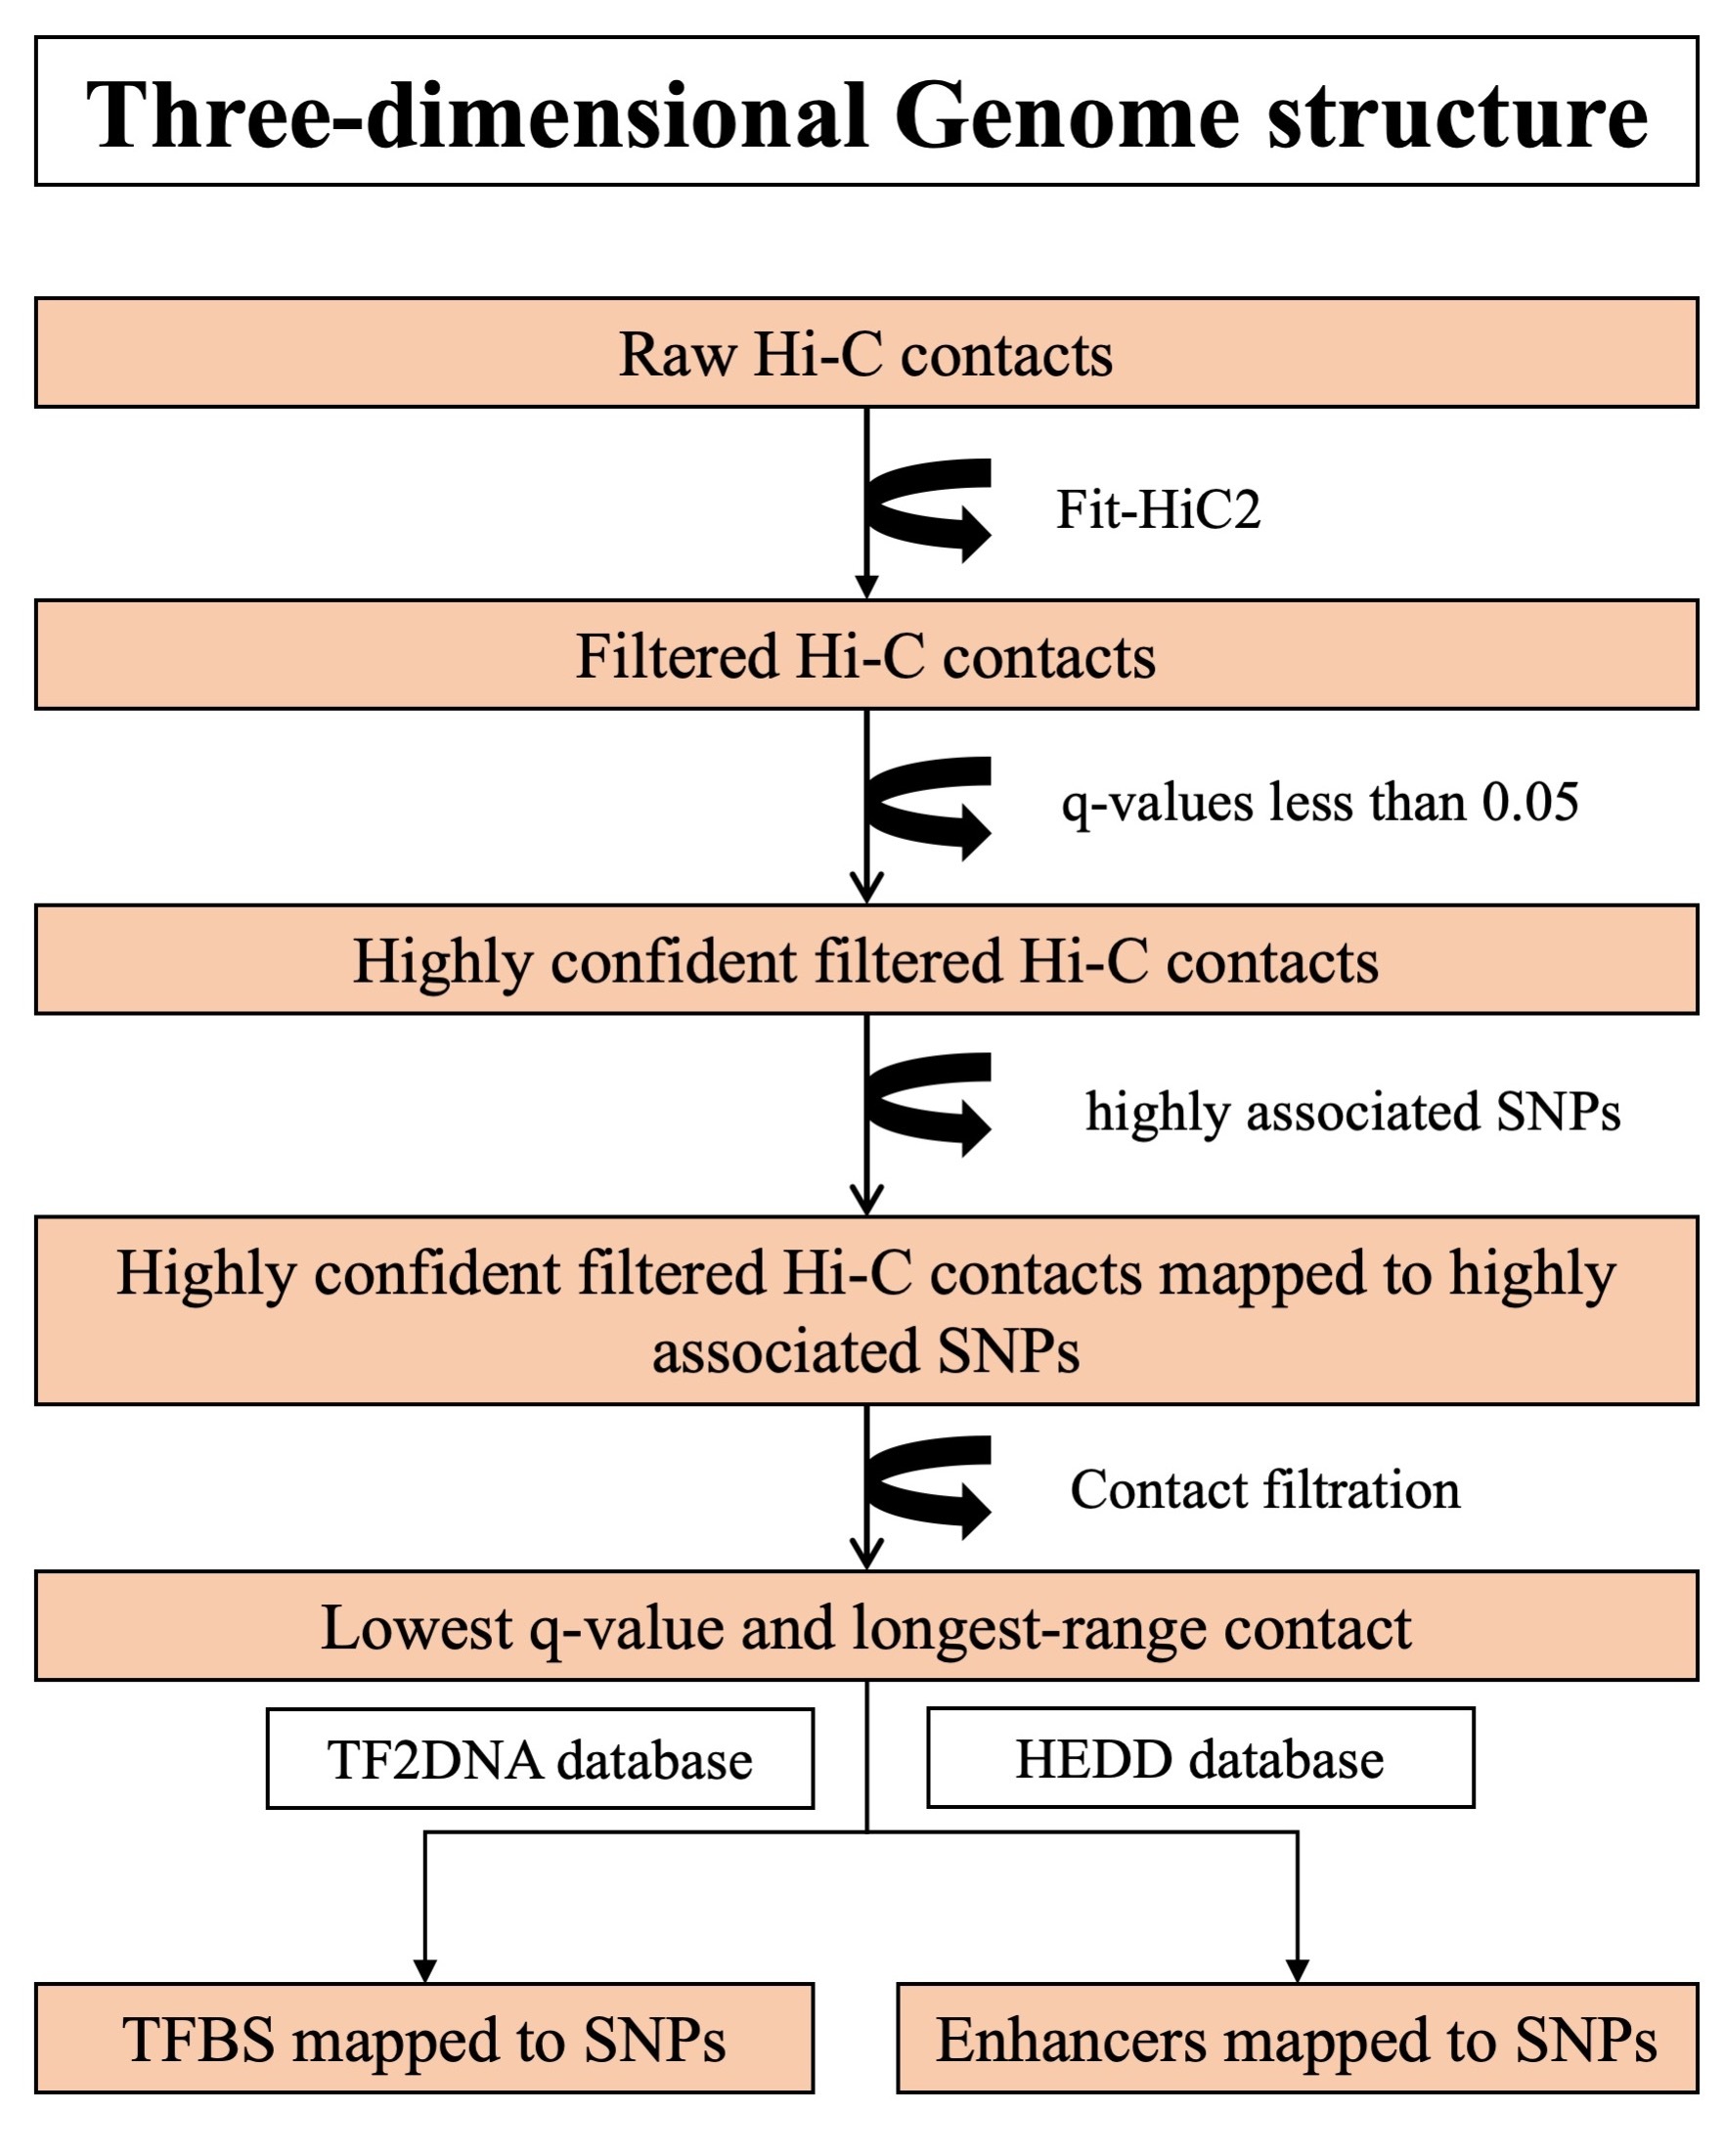 Three-dimensional Genome structure
Raw Hi-C contacts
Fit-HiC2
Filtered Hi-C contacts
q-values less than 0.05
Highly confident filtered Hi-C contacts
highly associated SNPs
Highly confident filtered Hi-C contacts mapped to highly
associated SNPs
Contact filtration
Lowest q-value and longest-range contact
TF2DNA database
HEDD database
TFBS mapped to SNPs
Enhancers mapped to SNPs